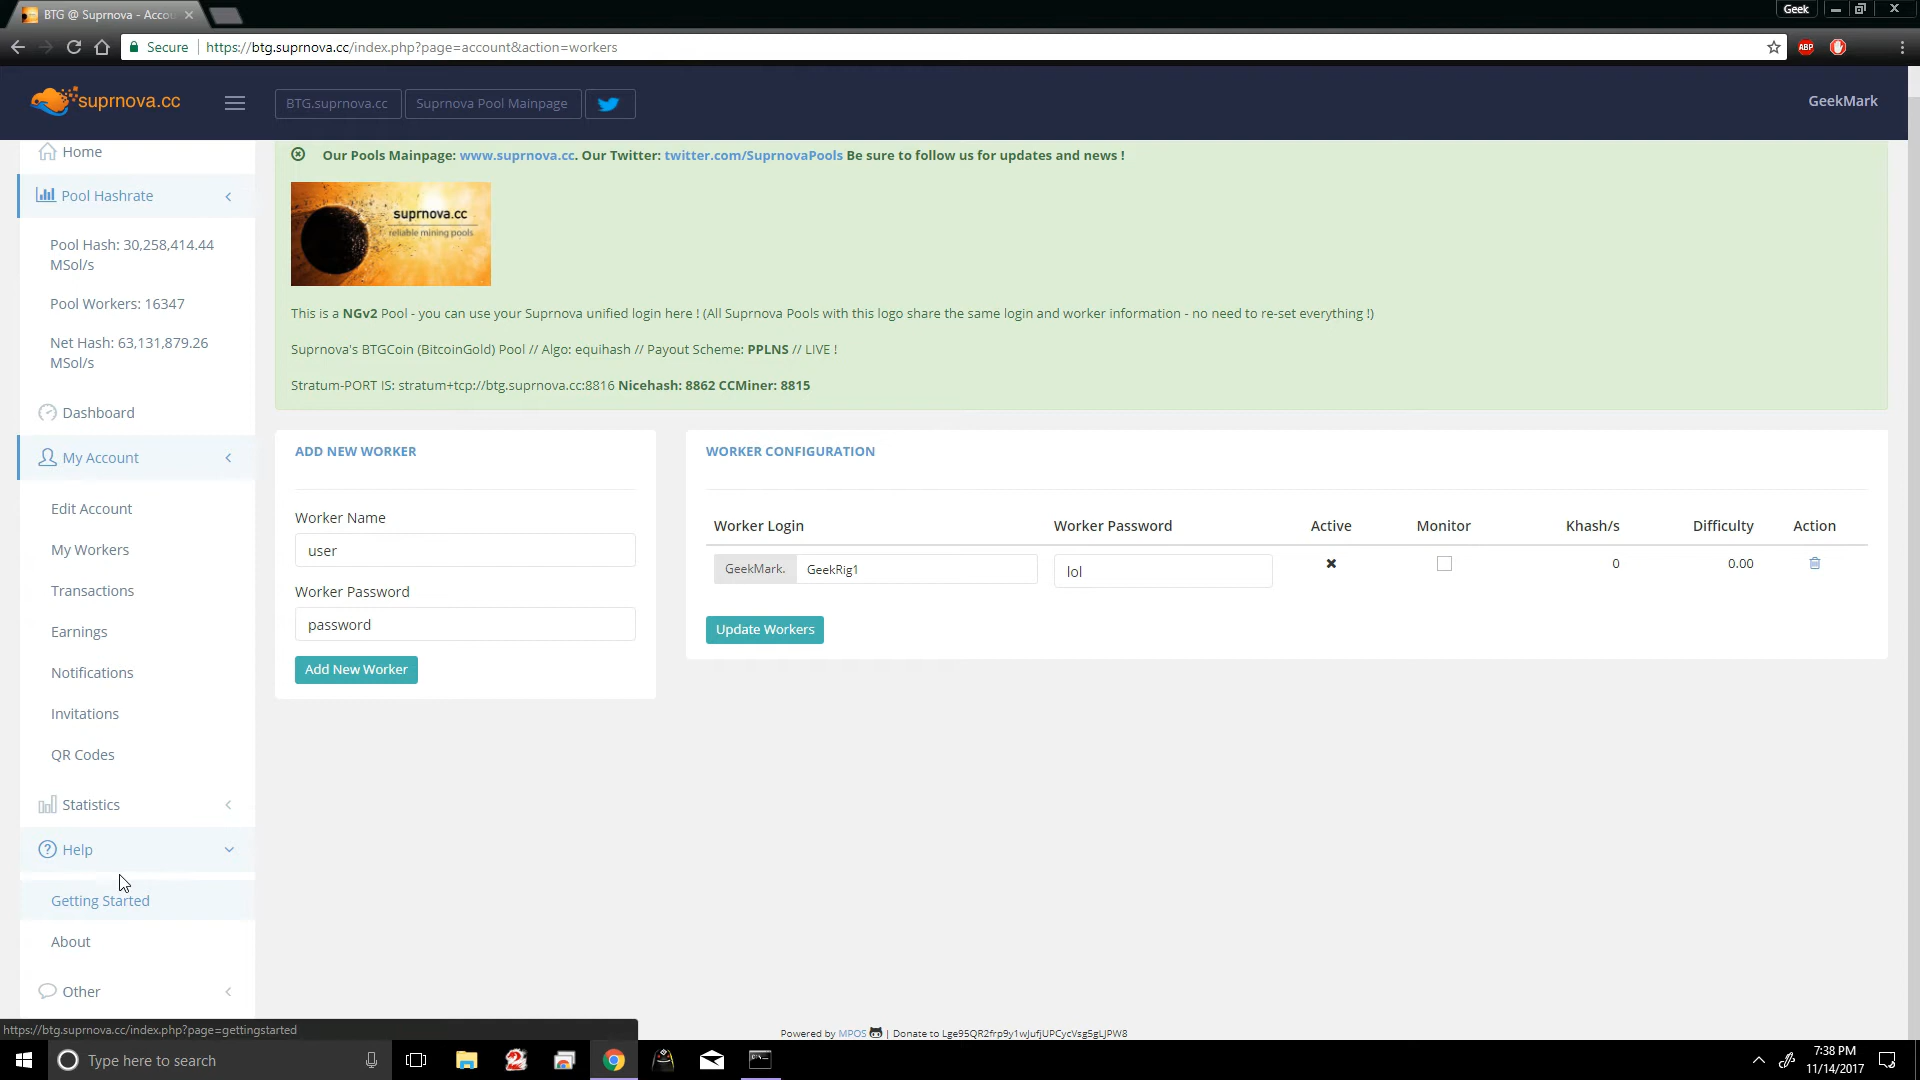 BTG @ Suprnova - Accou
Geek
Secure
https://btg.suprnova.cc/index.php?page=account&action=workers
ABP
suprnova.cc
BTG.suprnova.cc
Suprnova Pool Mainpage
GeekMark
Home
Pool Hashrate
Pool Hash: 30,258,414.44
MSol/s
Pool Workers: 16347
Net Hash: 63,131,879.26
MSol/s
Dashboard
My Account
Edit Account
My Workers
Transactions
Earnings
Notifications
Invitations
QR Codes
Statistics
Help
Getting Started
About
Other
Our Pools Mainpage: www.suprnova.cc. Our Twitter: twitter.com/SuprnovaPools Be sure to follow us for updates and news !
suprnova.cc
reliable mining pools
This is a NGv2 Pool - you can use your Suprnova unified login here ! (All Suprnova Pools with this logo share the same login and worker information - no need to re-set everything !)
Suprnova's BTGCoin (BitcoinGold) Pool // Algo: equihash // Payout Scheme: PPLNS // LIVE !
Stratum-PORT IS: stratum+tcp://btg.suprnova.cc:8816 Nicehash: 8862 CCMiner: 8815
ADD NEW WORKER
Worker Name
user
Worker Password
password
Add New Worker
WORKER CONFIGURATION
Worker Login Worker Password Active Monitor Khash/s Difficulty Action
GeekMark. GeekRig1 lol 0 0.00
Update Workers
https://btg.suprnova.cc/index.php?page=gettingstarted
Powered by MPOS | Donate to Lge95QR2frp9y1wJufjUPCycVsg5gLJPW8
Type here to search
7:38 PM
11/14/2017